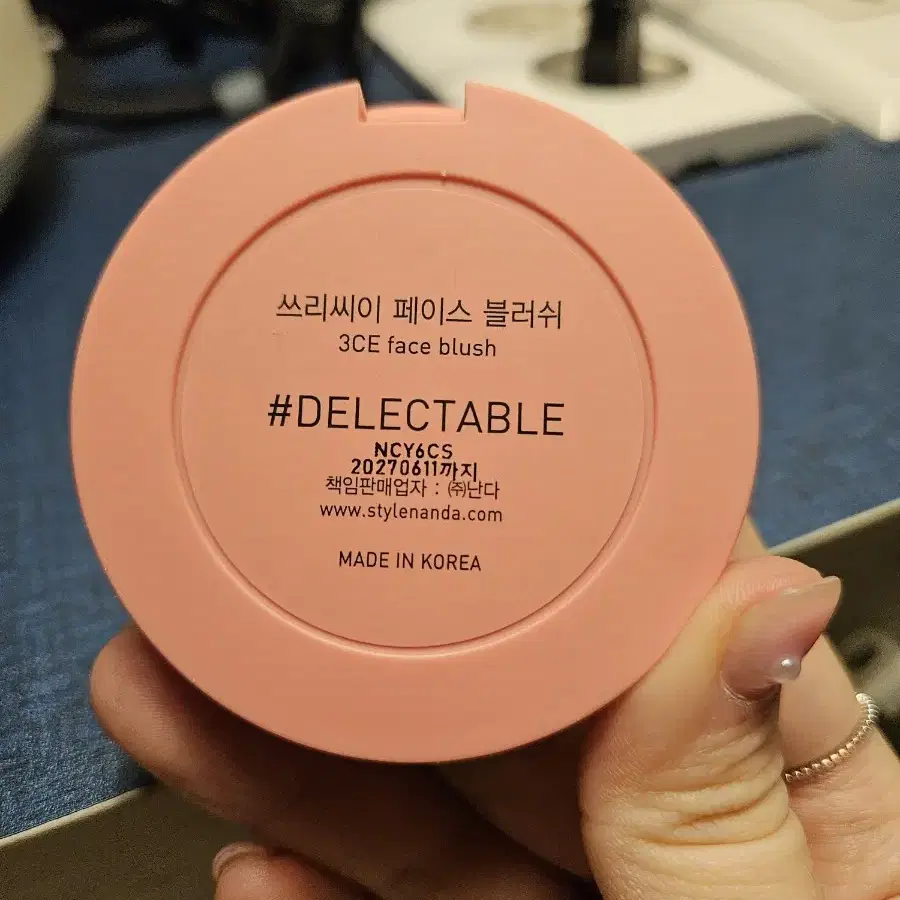 쓰리씨이 페이스 블러쉬
3CE face blush
#DELECTABLE
NCY6CS
20270611까지
책임판매업자 : ㈜난다
www.stylenanda.com
MADE IN KOREA